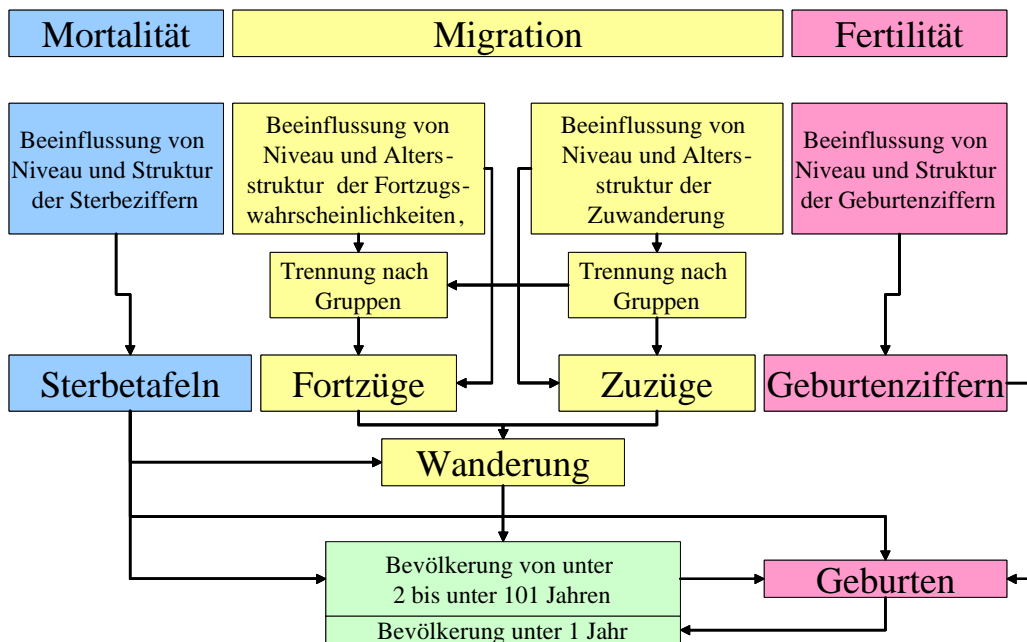 Mortalität
Migration
Fertilität
Beeinflussung von
Niveau und Struktur
der Sterbeziffern
Beeinflussung von
Niveau und Alters-
struktur der Fortzugs-
wahrscheinlichkeiten,
Beeinflussung von
Niveau und Alters-
struktur der
Zuwanderung
Beeinflussung von
Niveau und Struktur
der Geburtenziffern
Trennung nach
Gruppen
Trennung nach
Gruppen
Sterbetafeln
Fortzüge
Zuzüge
Geburtenziffern
Wanderung
Bevölkerung von unter
2 bis unter 101 Jahren
Geburten
Bevölkerung unter 1 Jahr